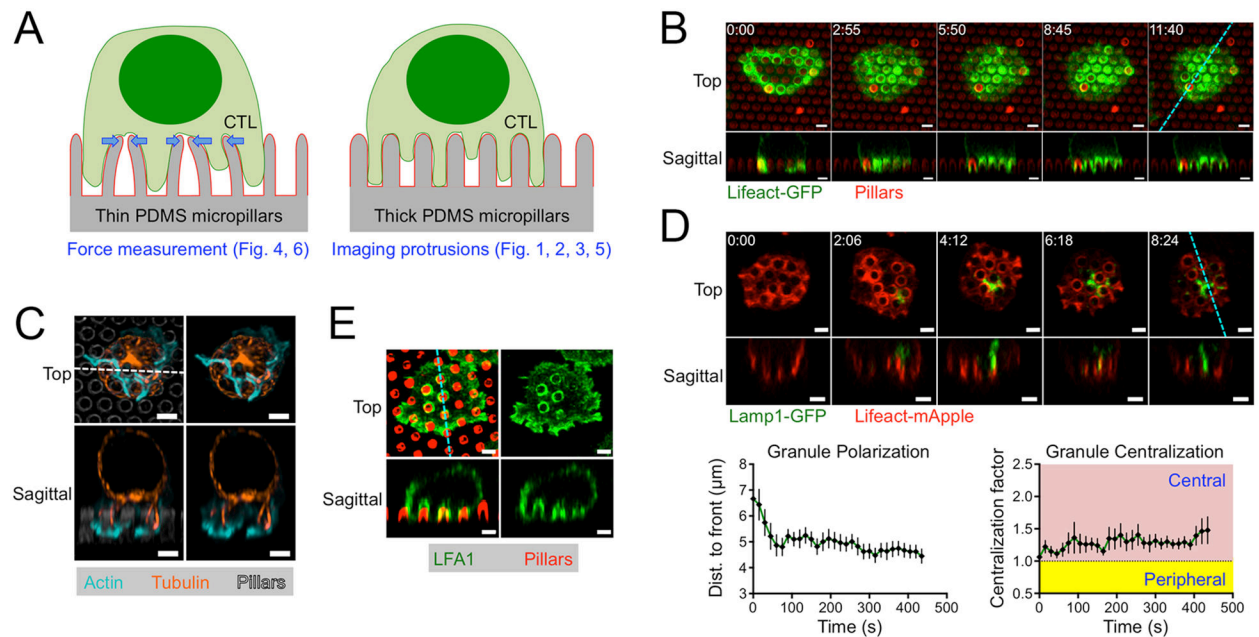 A
CTL
CTL
Thin PDMS micropillars
Thick PDMS micropillars
Force measurement (Fig. 4, 6)
Imaging protrusions (Fig. 1, 2, 3, 5)
B
0:00
2:55
5:50
8:45
11:40
Top
Sagittal
Lifeact-GFP
Pillars
C
Top
Sagittal
Actin
Tubulin
Pillars
D
0:00
2:06
4:12
6:18
8:24
Top
Sagittal
Lamp1-GFP
Lifeact-mApple
Granule Polarization
Dist. to front (µm)
8
7
6
5
4
3
0
100
200
300
400
500
Time (s)
Granule Centralization
Centralization factor
2.5
2.0
1.5
1.0
0.5
Central
Peripheral
0
100
200
300
400
500
Time (s)
E
Top
Sagittal
LFA1
Pillars